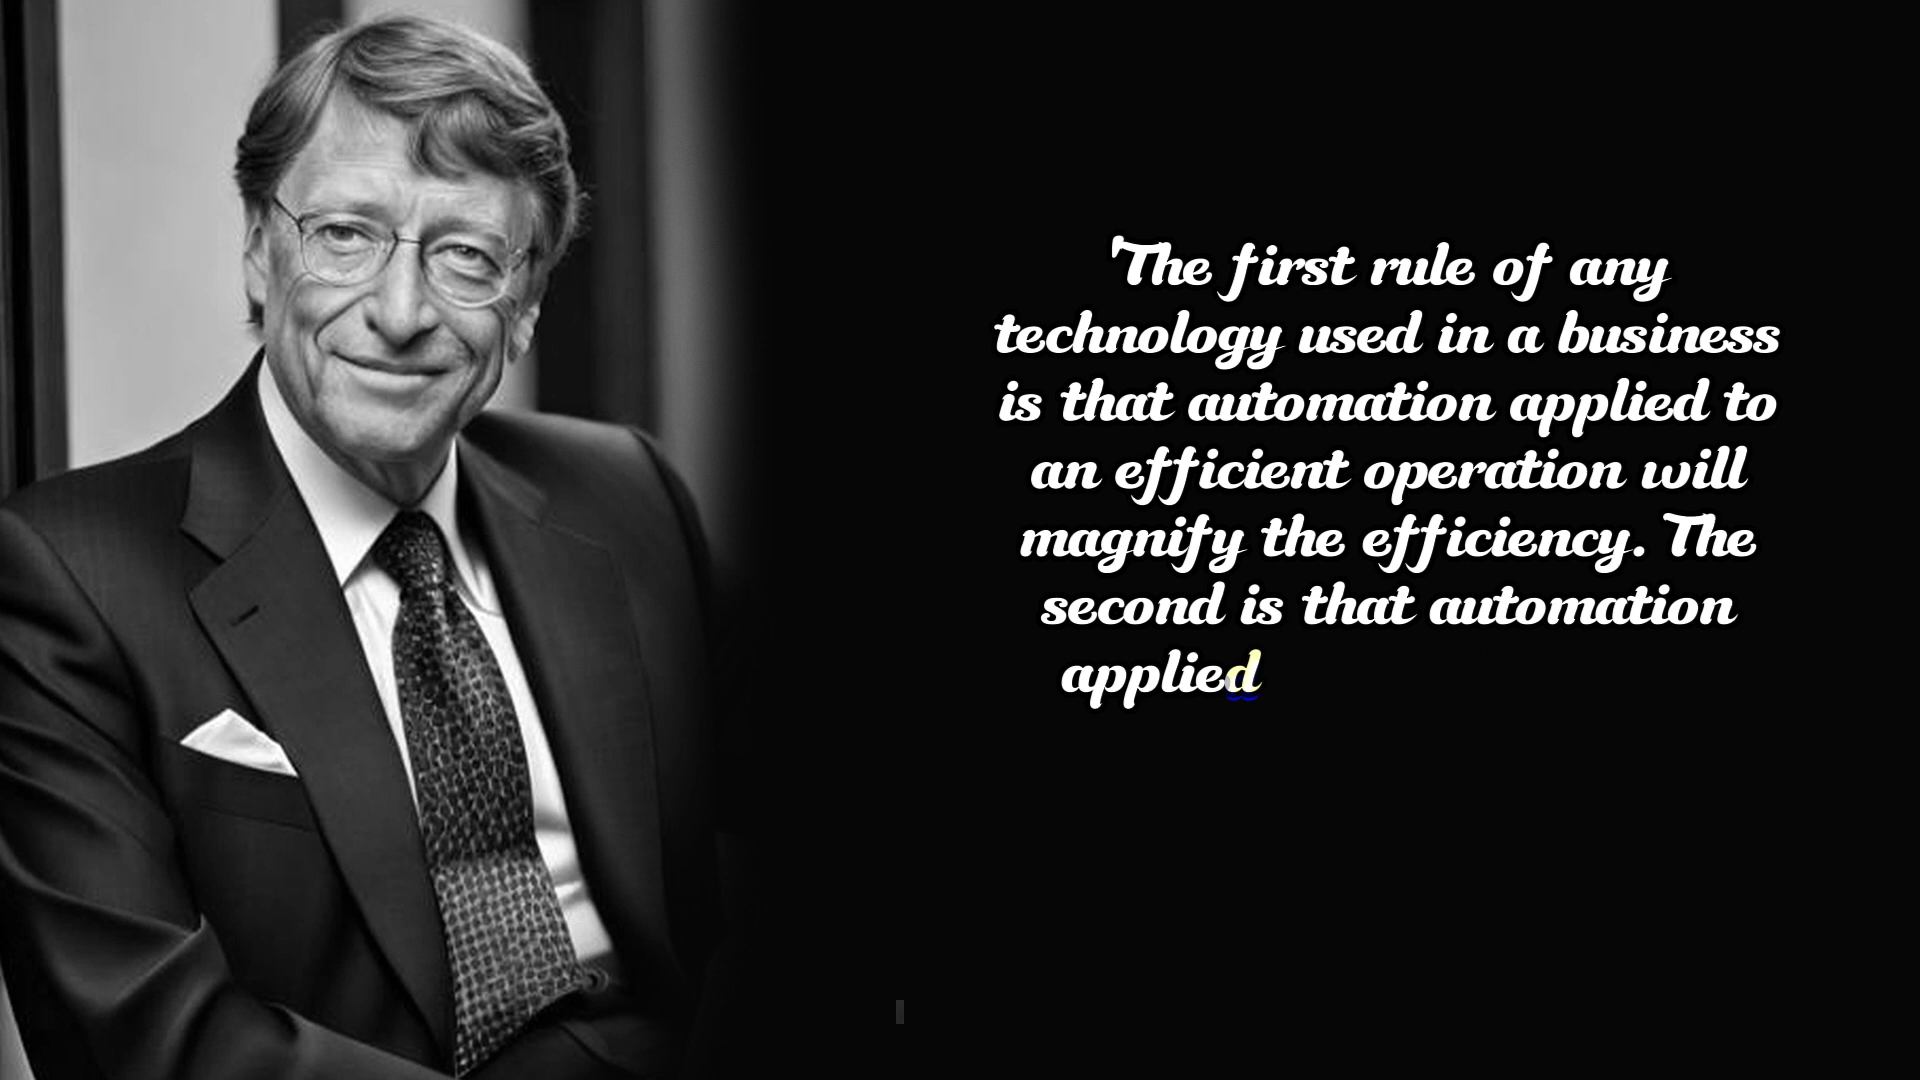 "The first rule of any
technology used in a business
is that automation applied to
an efficient operation will
magnify the efficiency. The
second is that automation
applied